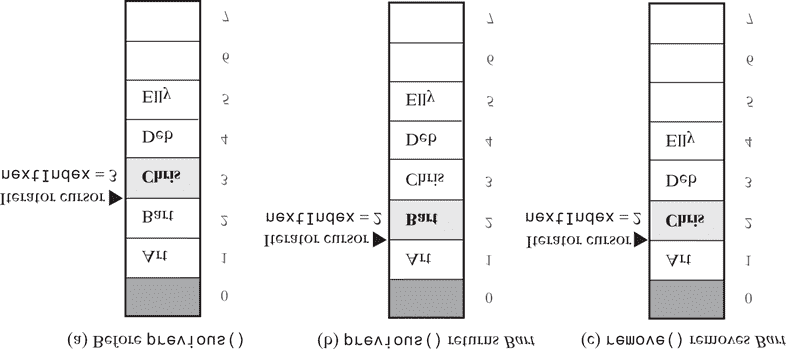 (a) Before previous()
0
Art 1
Bart 2
Iterator cursor
nextIndex = 3
Chris 3
Deb 4
Elly 5
6
7
(b) previous() returns Bart
0
Art 1
Iterator cursor
nextIndex = 2
Bart 2
Chris 3
Deb 4
Elly 5
6
7
(c) remove() removes Bart
0
Art 1
Iterator cursor
nextIndex = 2
Chris 2
Deb 3
Elly 4
5
6
7